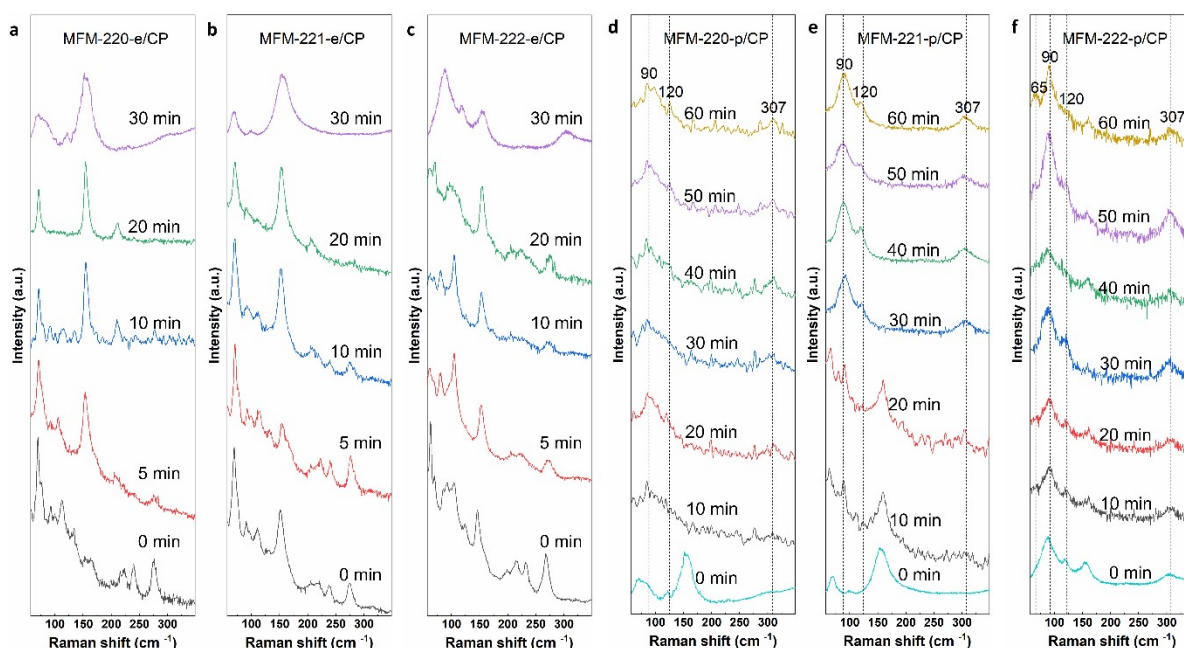 a
MFM-220-e/CP
30 min
20 min
10 min
5 min
0 min
Intensity (a.u.)
50 100 150 200 250 300
Raman shift (cm⁻¹)
b
MFM-221-e/CP
30 min
20 min
10 min
5 min
0 min
Intensity (a.u.)
50 100 150 200 250 300
Raman shift (cm⁻¹)
c
MFM-222-e/CP
30 min
20 min
10 min
5 min
0 min
Intensity (a.u.)
50 100 150 200 250 300
Raman shift (cm⁻¹)
d
MFM-220-p/CP
90
120
307
60 min
50 min
40 min
30 min
20 min
10 min
0 min
Intensity (a.u.)
100 150 200 250 300
Raman shift (cm⁻¹)
e
MFM-221-p/CP
90
120
307
60 min
50 min
40 min
30 min
20 min
10 min
0 min
Intensity (a.u.)
100 150 200 250 300
Raman shift (cm⁻¹)
f
MFM-222-p/CP
65
90
120
307
60 min
50 min
40 min
30 min
20 min
10 min
0 min
Intensity (a.u.)
100 150 200 250 300
Raman shift (cm⁻¹)